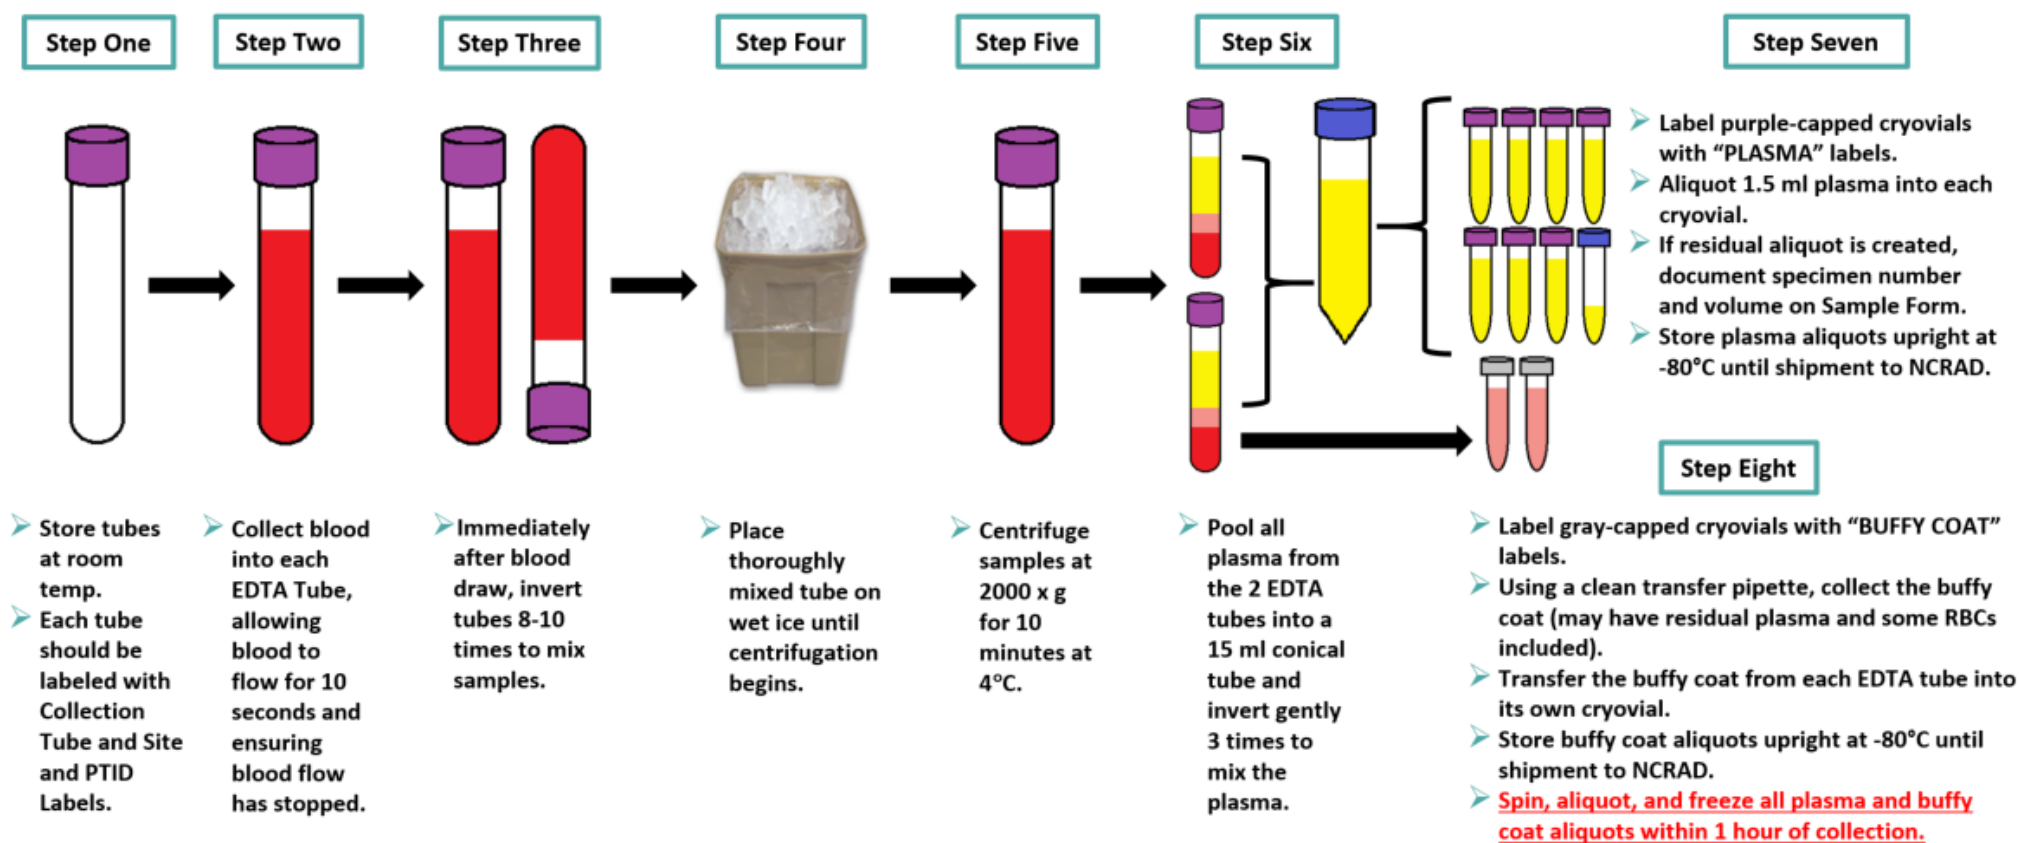 Step One
Step Two
Step Three
Step Four
Step Five
Step Six
Step Seven
Label purple-capped cryovials
with “PLASMA” labels.
Aliquot 1.5 ml plasma into each
cryovial.
If residual aliquot is created,
document specimen number
and volume on Sample Form.
Store plasma aliquots upright at
-80°C until shipment to NCRAD.
Store tubes
at room
temp.
Each tube
should be
labeled with
Collection
Tube and Site
and PTID
Labels.
Collect blood
into each
EDTA Tube,
allowing
blood to
flow for 10
seconds and
ensuring
blood flow
has stopped.
Immediately
after blood
draw, invert
tubes 8-10
times to mix
samples.
Place
thoroughly
mixed tube on
wet ice until
centrifugation
begins.
Centrifuge
samples at
2000 x g
for 10
minutes at
4°C.
Pool all
plasma from
the 2 EDTA
tubes into a
15 ml conical
tube and
invert gently
3 times to
mix the
plasma.
Step Eight
Label gray-capped cryovials with “BUFFY COAT”
labels.
Using a clean transfer pipette, collect the buffy
coat (may have residual plasma and some RBCs
included).
Transfer the buffy coat from each EDTA tube into
its own cryovial.
Store buffy coat aliquots upright at -80°C until
shipment to NCRAD.
Spin, aliquot, and freeze all plasma and buffy
coat aliquots within 1 hour of collection.